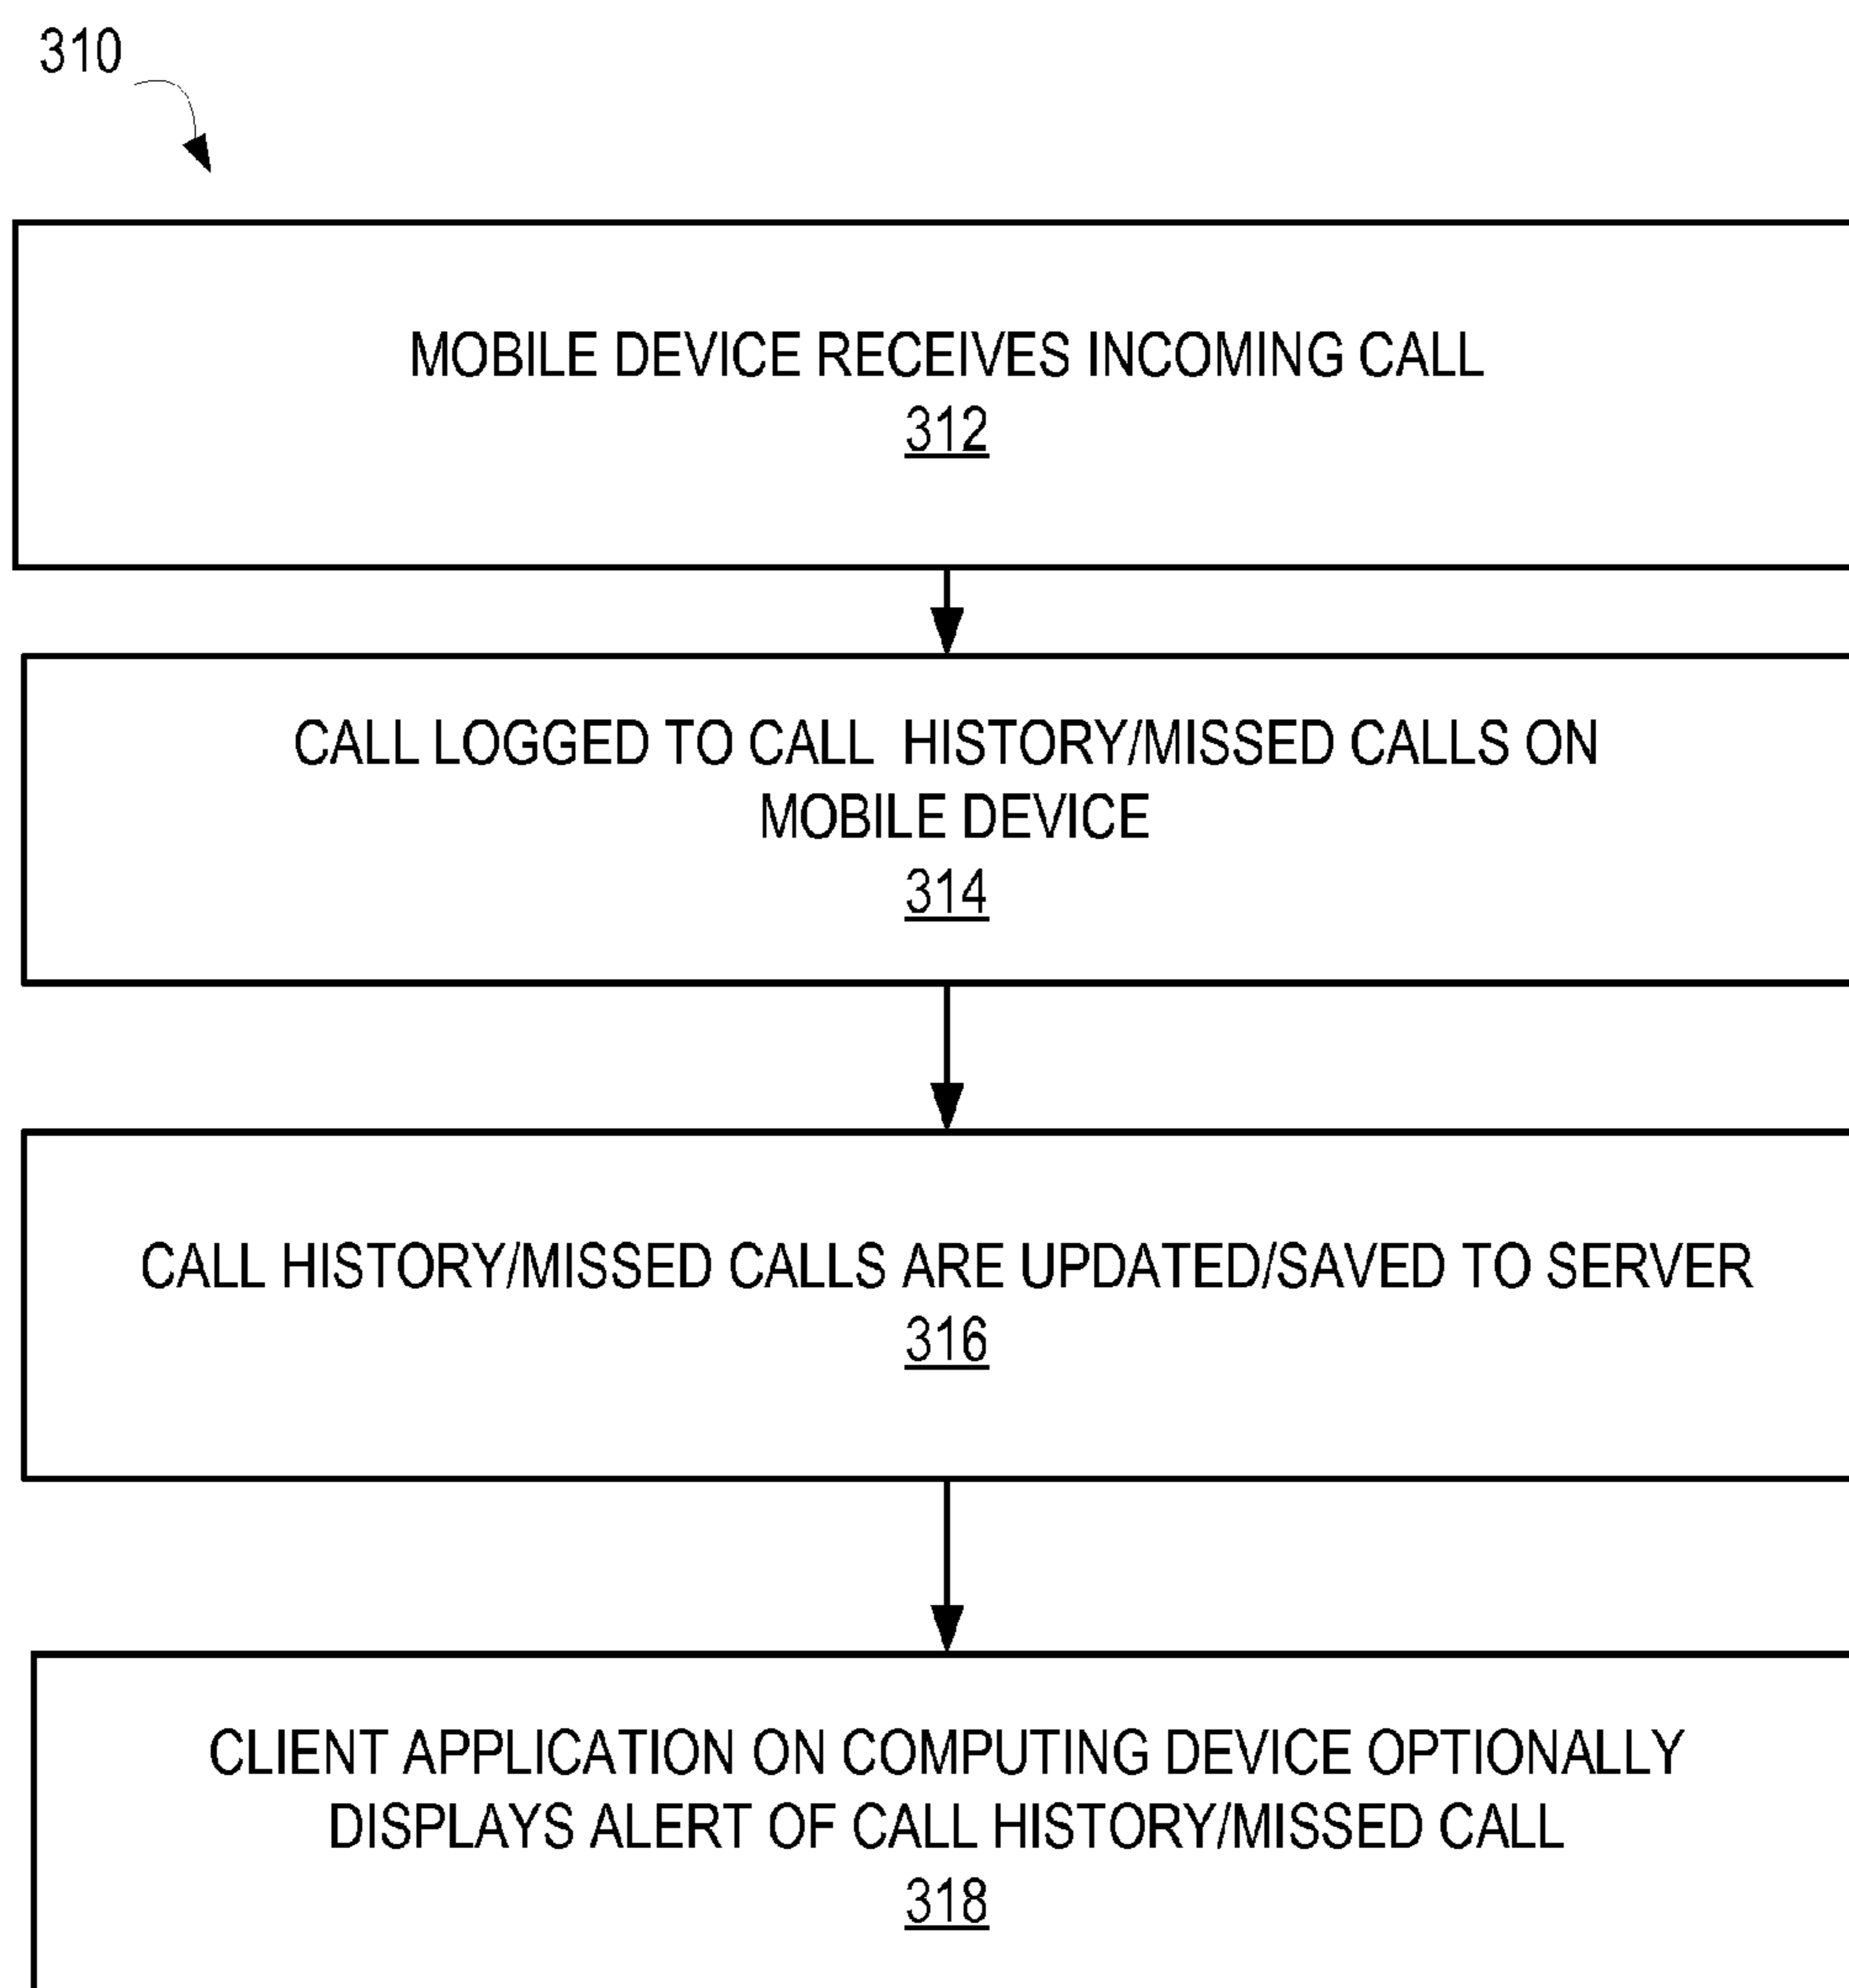 310
MOBILE DEVICE RECEIVES INCOMING CALL
312
CALL LOGGED TO CALL HISTORY/MISSED CALLS ON
MOBILE DEVICE
314
CALL HISTORY/MISSED CALLS ARE UPDATED/SAVED TO SERVER
316
CLIENT APPLICATION ON COMPUTING DEVICE OPTIONALLY
DISPLAYS ALERT OF CALL HISTORY/MISSED CALL
318